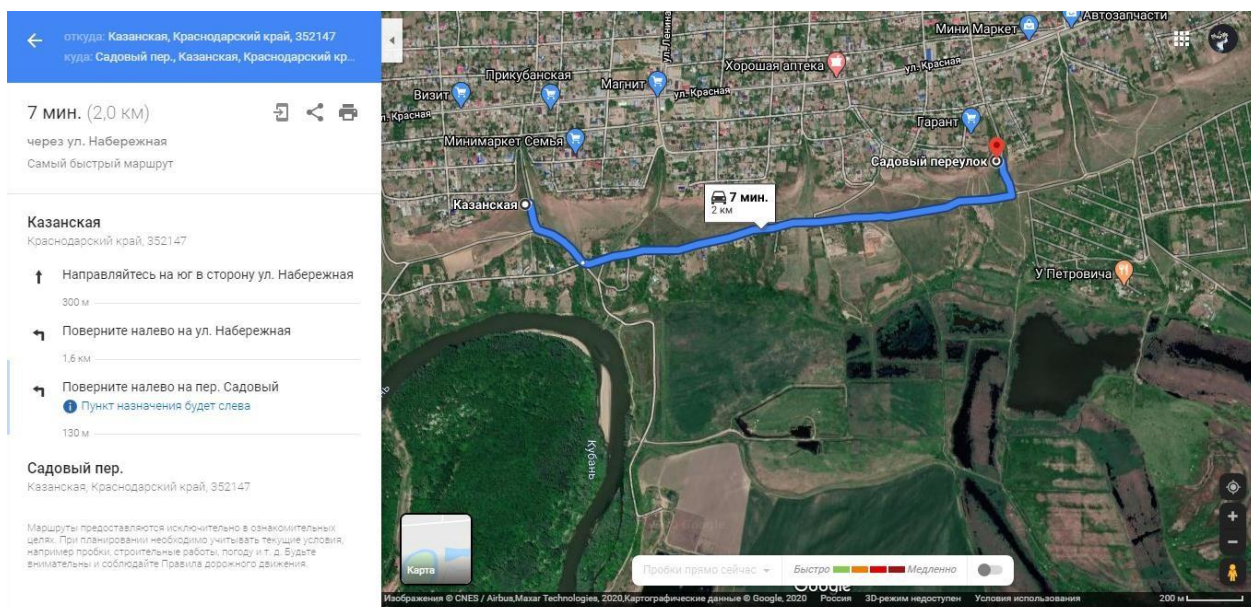 откуда: Казанская, Краснодарский край, 352147
куда: Садовый пер., Казанская, Краснодарский кр...
7 мин. (2,0 км)
через ул. Набережная
Самый быстрый маршрут
Казанская
Краснодарский край, 352147
Направляйтесь на юг в сторону ул. Набережная
300 м
Поверните налево на ул. Набережная
1,6 км
Поверните налево на пер. Садовый
Пункт назначения будет слева
130 м
Садовый пер.
Казанская, Краснодарский край, 352147
Маршруты предоставляются исключительно в ознакомительных
целях. При планировании необходимо учитывать текущие условия,
например пробки, строительные работы, погоду и т. д. Будьте
внимательны и соблюдайте Правила дорожного движения.
Автозапчасти
Мини Маркет
ул. Ленина
Хорошая аптека
ул. Красная
Прикубанская
Магнит
Визит
ул. Красная
Красная
Гарант
Минимаркет Семья
Садовый переулок
7 мин.
2 км
Казанская
У Петровича
Кубань
Карта
Пробки прямо сейчас
Быстро
Медленно
Google
Изображения © CNES / Airbus,Maxar Technologies, 2020,Картографические данные © Google, 2020 Россия 3D-режим недоступен Условия использования 200 м